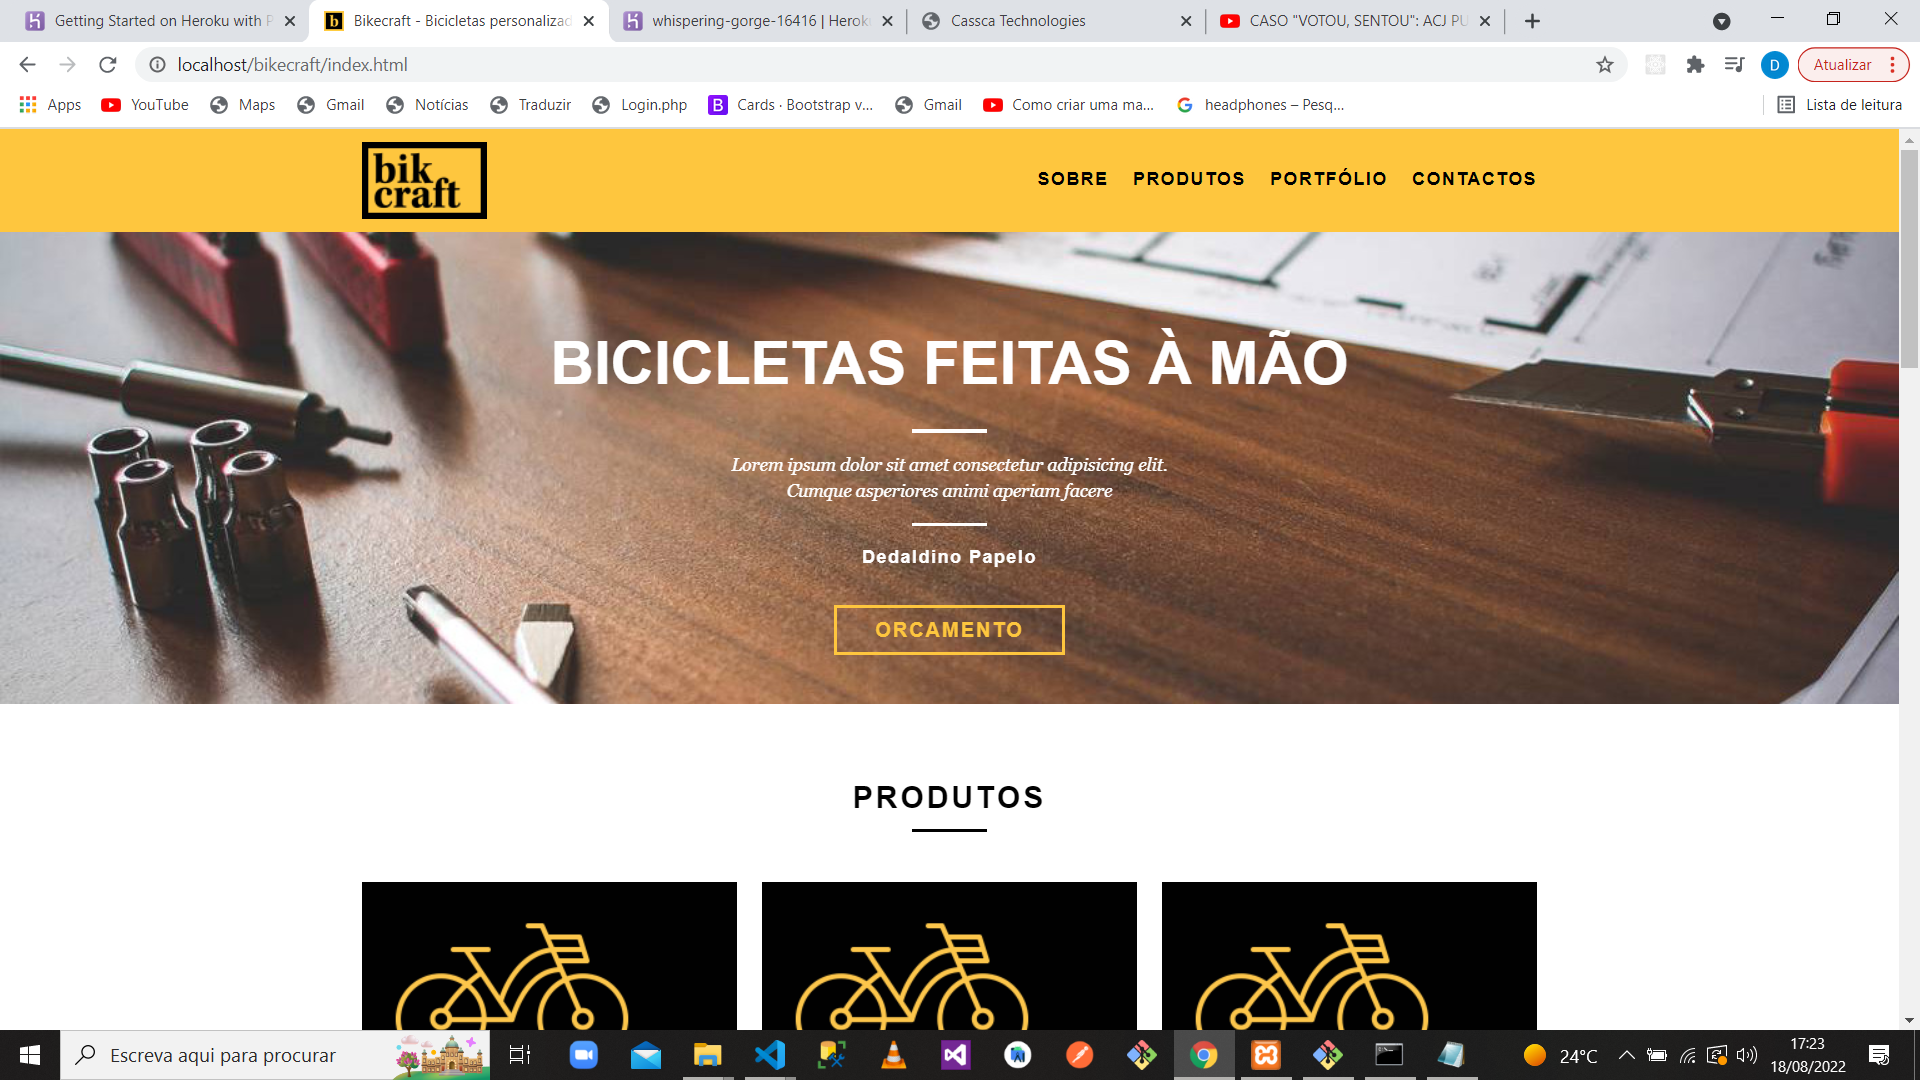 Getting Started on Heroku with P
Bikecraft - Bicicletas personalizad
whispering-gorge-16416 | Heroku
Cassca Technologies
CASO "VOTOU, SENTOU": ACJ PU
localhost/bikecraft/index.html
D
Atualizar
Apps
YouTube
Maps
Gmail
Notícias
Traduzir
Login.php
B
Cards · Bootstrap v...
Gmail
Como criar uma ma...
headphones – Pesq...
Lista de leitura
bik
craft
SOBRE
PRODUTOS
PORTFÓLIO
CONTACTOS
BICICLETAS FEITAS À MÃO
Lorem ipsum dolor sit amet consectetur adipisicing elit.
Cumque asperiores animi aperiam facere
Dedaldino Papelo
ORCAMENTO
PRODUTOS
Escreva aqui para procurar
24°C
17:23
18/08/2022